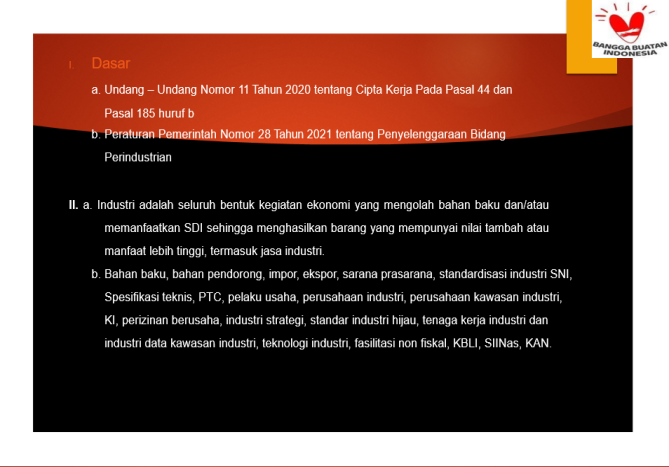 BANGGA BUATAN
INDONESIA
I. Dasar
a. Undang – Undang Nomor 11 Tahun 2020 tentang Cipta Kerja Pada Pasal 44 dan
Pasal 185 huruf b
b. Peraturan Pemerintah Nomor 28 Tahun 2021 tentang Penyelenggaraan Bidang
Perindustrian
II. a. Industri adalah seluruh bentuk kegiatan ekonomi yang mengolah bahan baku dan/atau
memanfaatkan SDI sehingga menghasilkan barang yang mempunyai nilai tambah atau
manfaat lebih tinggi, termasuk jasa industri.
b. Bahan baku, bahan pendorong, impor, ekspor, sarana prasarana, standardisasi industri SNI,
Spesifikasi teknis, PTC, pelaku usaha, perusahaan industri, perusahaan kawasan industri,
KI, perizinan berusaha, industri strategi, standar industri hijau, tenaga kerja industri dan
industri data kawasan industri, teknologi industri, fasilitasi non fiskal, KBLI, SIINas, KAN.